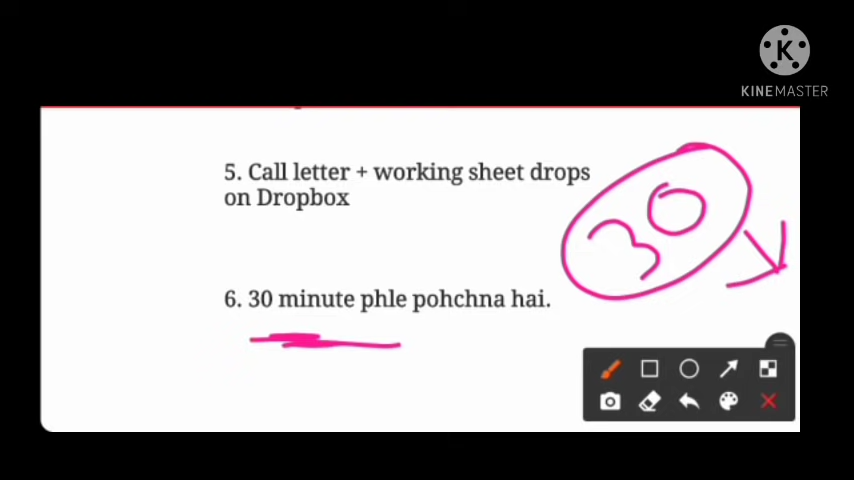 KINEMASTER
5. Call letter + working sheet drops
on Dropbox
30
6. 30 minute phle pohchna hai.